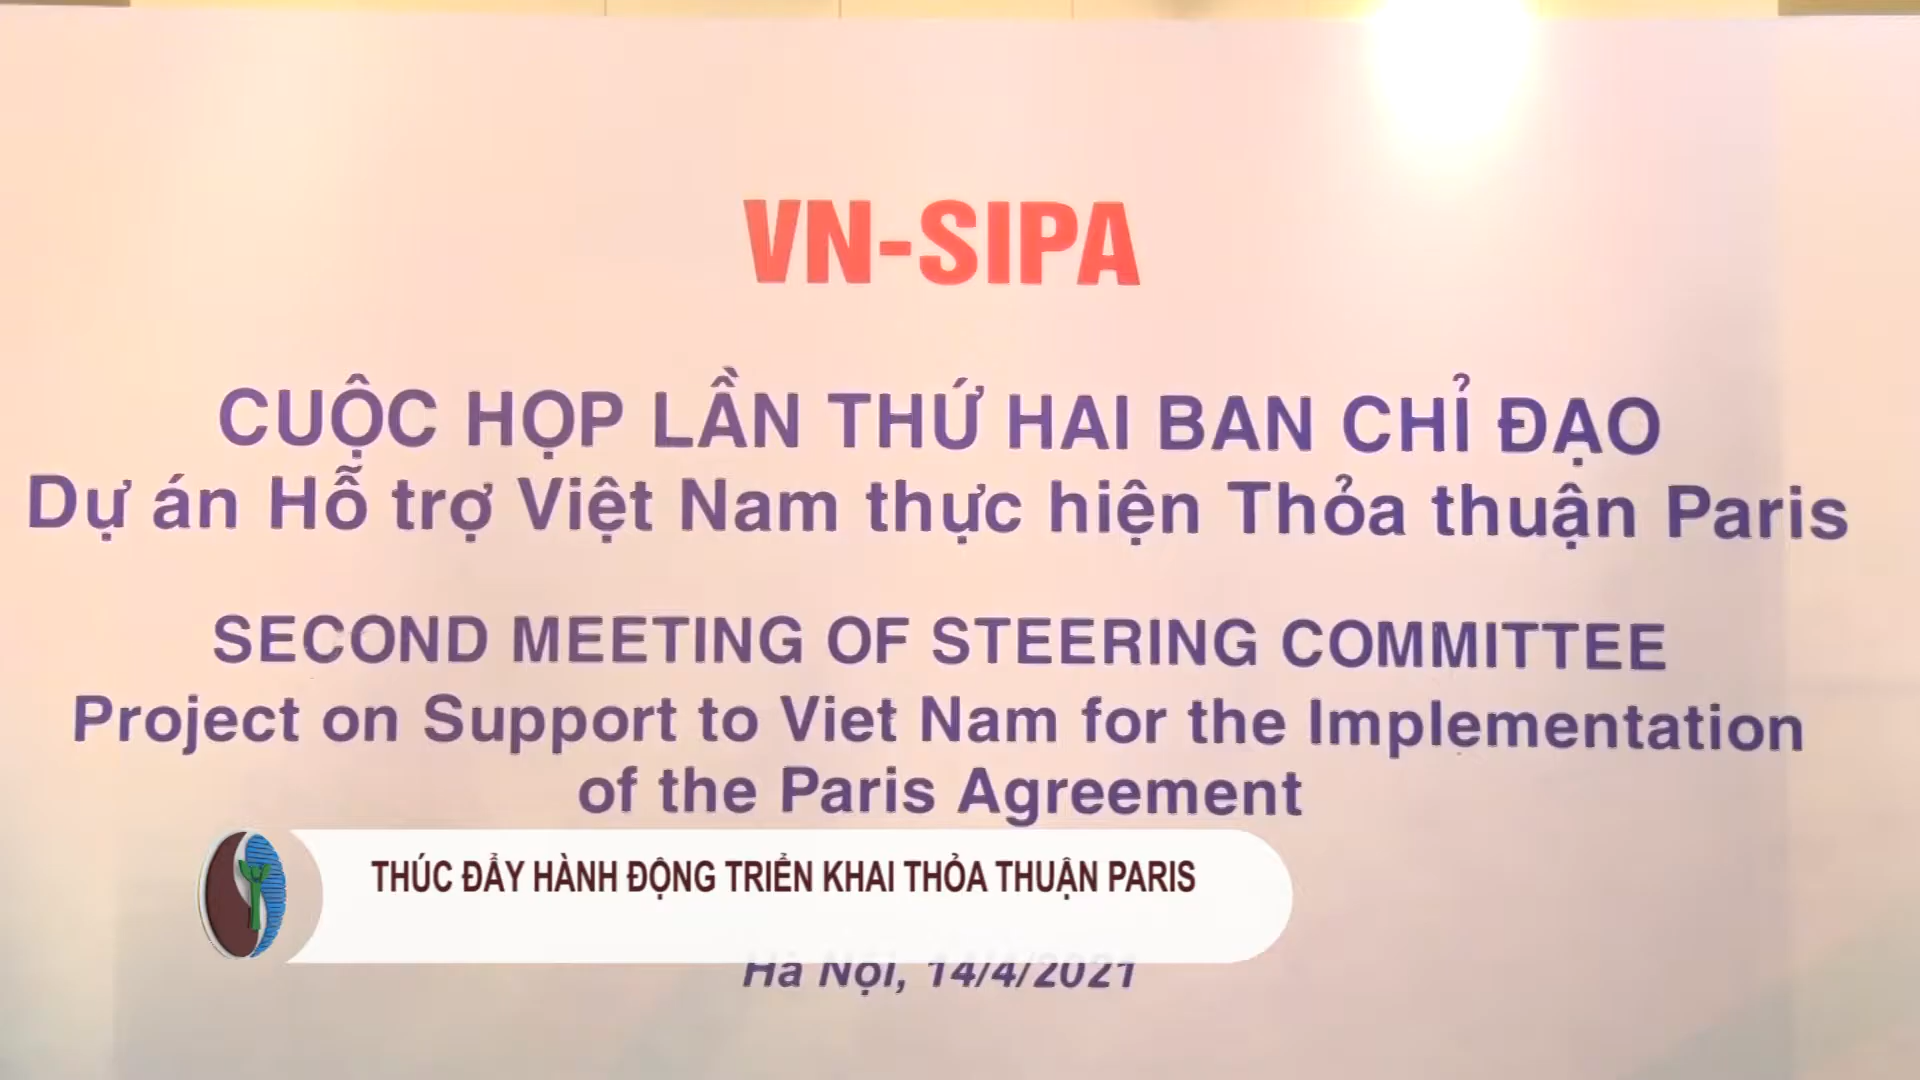 VN-SIPA
CUỘC HỌP LẦN THỨ HAI BAN CHỈ ĐẠO
Dự án Hỗ trợ Việt Nam thực hiện Thỏa thuận Paris
SECOND MEETING OF STEERING COMMITTEE
Project on Support to Viet Nam for the Implementation
of the Paris Agreement
THÚC ĐẨY HÀNH ĐỘNG TRIỂN KHAI THỎA THUẬN PARIS
Hà Nội, 14/4/2021